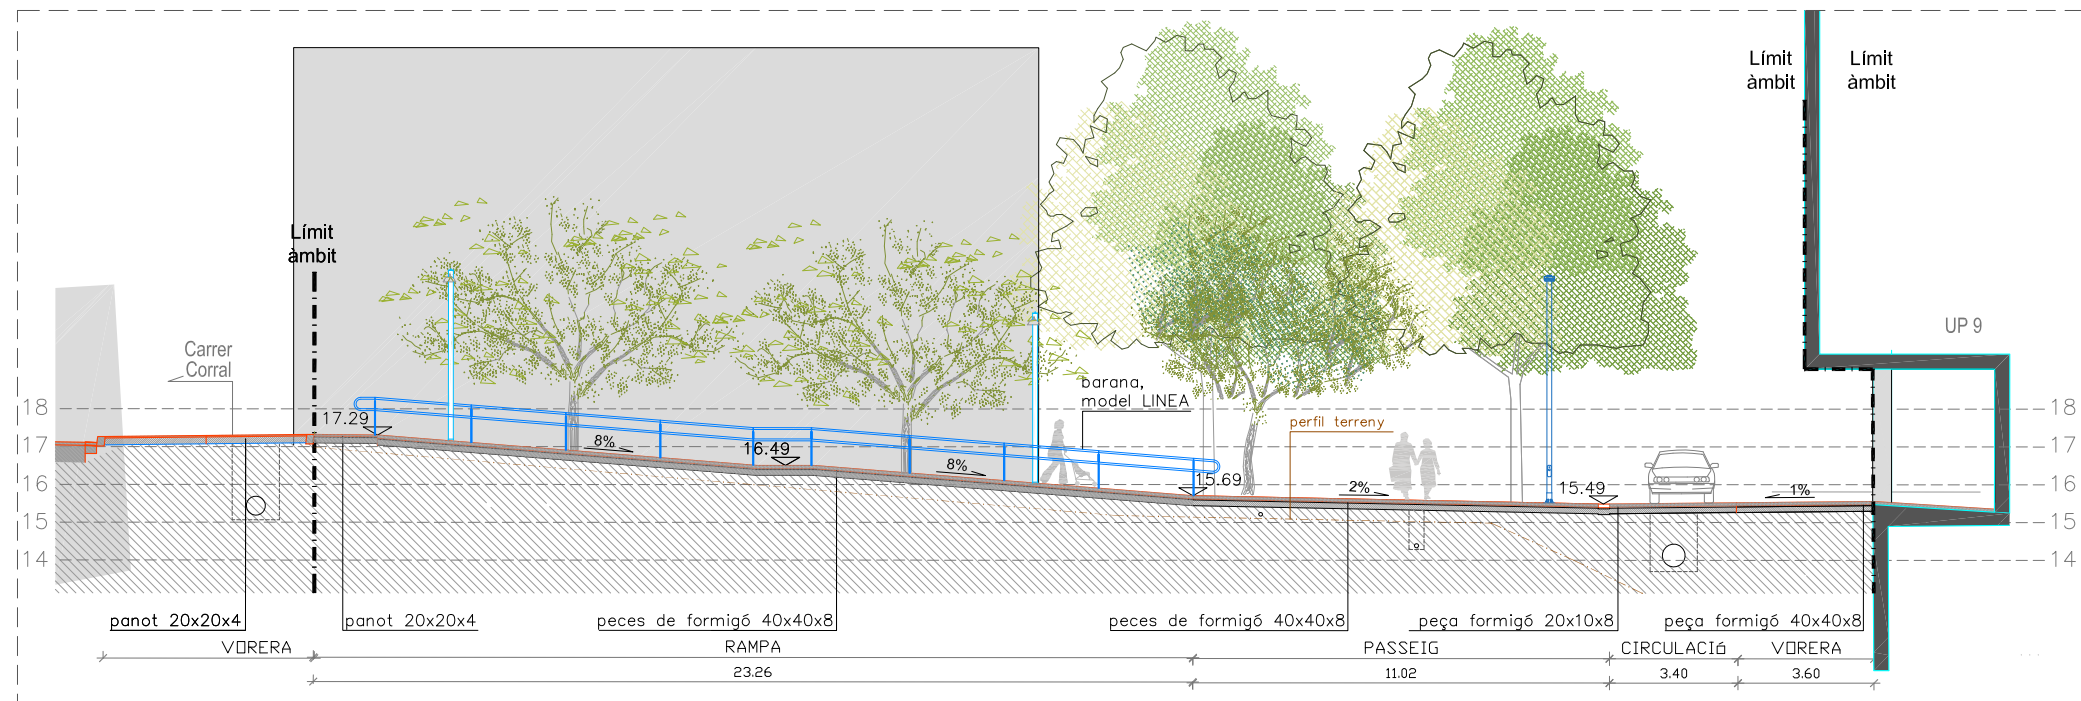 Límit
àmbit
Límit
àmbit
Límit
àmbit
UP 9
Carrer
Corral
barana,
model LINEA
perfil terreny
18
17
16
15
14
18
17
16
15
14
17.29
8%
16.49
8%
15.69
2%
15.49
1%
panot 20x20x4
panot 20x20x4
peces de formigó 40x40x8
peces de formigó 40x40x8
peça formigó 20x10x8
peça formigó 40x40x8
VORERA
RAMPA
PASSEIG
CIRCULACIÓ
VORERA
23.26
11.02
3.40
3.60